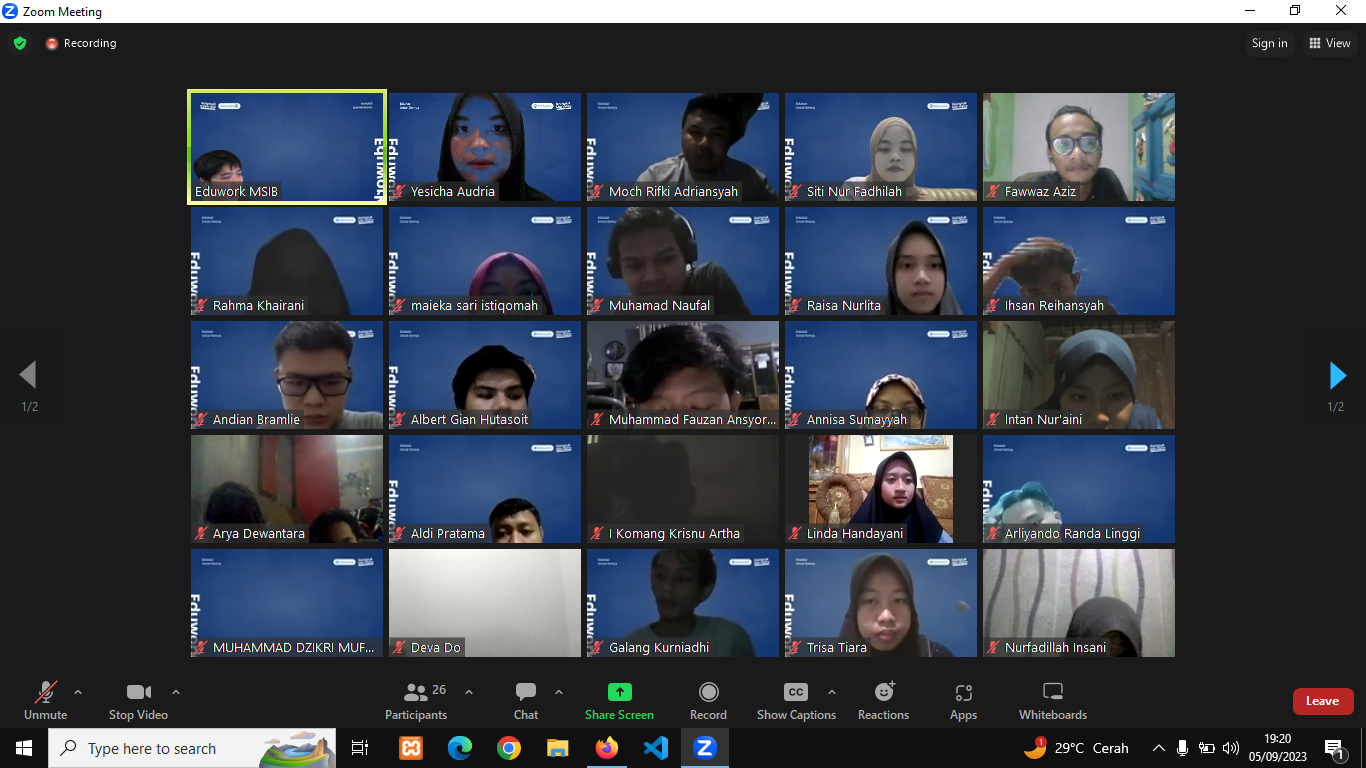 Zoom Meeting
Recording
Sign in
View
Eduwork MSIB
Yesicha Audria
Moch Rifki Adriansyah
Siti Nur Fadhilah
Fawwaz Aziz
Rahma Khairani
maieka sari istiqomah
Muhamad Naufal
Raisa Nurlita
Ihsan Reihansyah
1/2
1/2
Andian Bramlie
Albert Gian Hutasoit
Muhammad Fauzan Ansyor...
Annisa Sumayyah
Intan Nur'aini
Arya Dewantara
Aldi Pratama
I Komang Krisnu Artha
Linda Handayani
Arliyando Randa Linggi
MUHAMMAD DZIKRI MUF...
Deva Do
Galang Kurniadhi
Trisa Tiara
Nurfadillah Insani
Unmute
Stop Video
26
Participants
Chat
Share Screen
Record
CC
Show Captions
Reactions
Apps
Whiteboards
Leave
Type here to search
1
29°C Cerah
19:20
05/09/2023
1